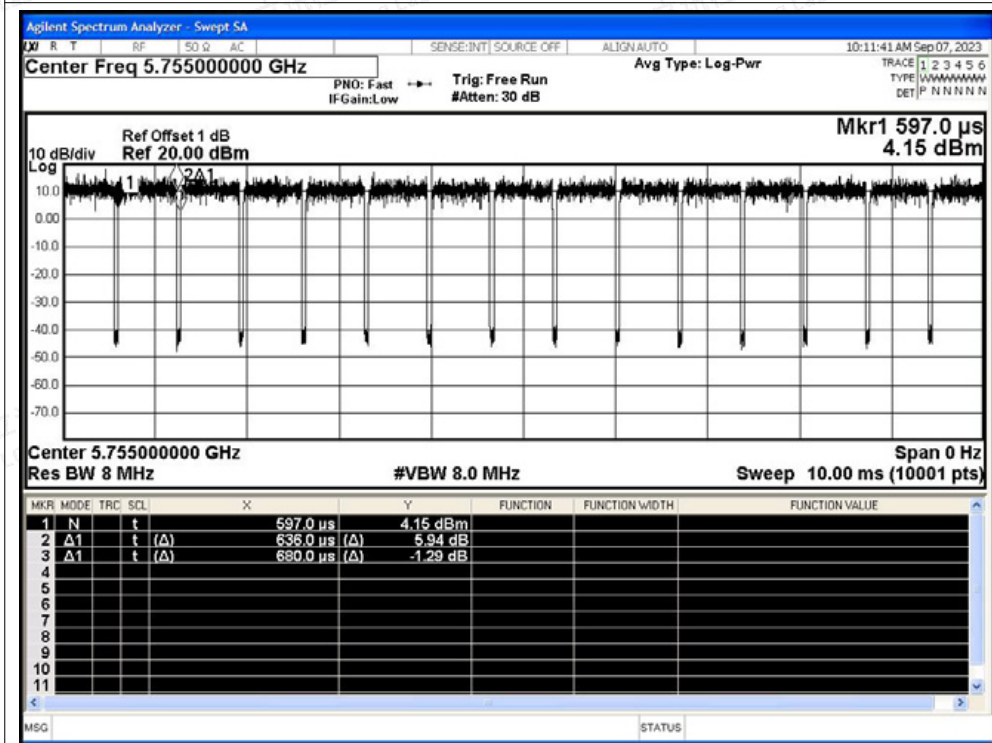 Agilent Spectrum Analyzer - Swept SA
LXI R T RF 50 Ω AC SENSE:INT SOURCE OFF ALIGN AUTO 10:11:41 AM Sep 07, 2023
Center Freq 5.755000000 GHz Avg Type: Log-Pwr TRACE 1 2 3 4 5 6
PNO: Fast Trig: Free Run TYPE WWWWWW
IFGain:Low #Atten: 30 dB DET P N N N N N
Mkr1 597.0 µs
Ref Offset 1 dB
10 dB/div Ref 20.00 dBm 4.15 dBm
Log
1 2Δ1
10.0
0.00
-10.0
-20.0
-30.0
-40.0
-50.0
-60.0
-70.0
Center 5.755000000 GHz Span 0 Hz
Res BW 8 MHz #VBW 8.0 MHz Sweep 10.00 ms (10001 pts)
MKR MODE TRC SCL X Y FUNCTION FUNCTION WIDTH FUNCTION VALUE
1 N t 597.0 µs 4.15 dBm
2 Δ1 t (Δ) 636.0 µs (Δ) 5.94 dB
3 Δ1 t (Δ) 680.0 µs (Δ) -1.29 dB
4
5
6
7
8
9
10
11
MSG STATUS